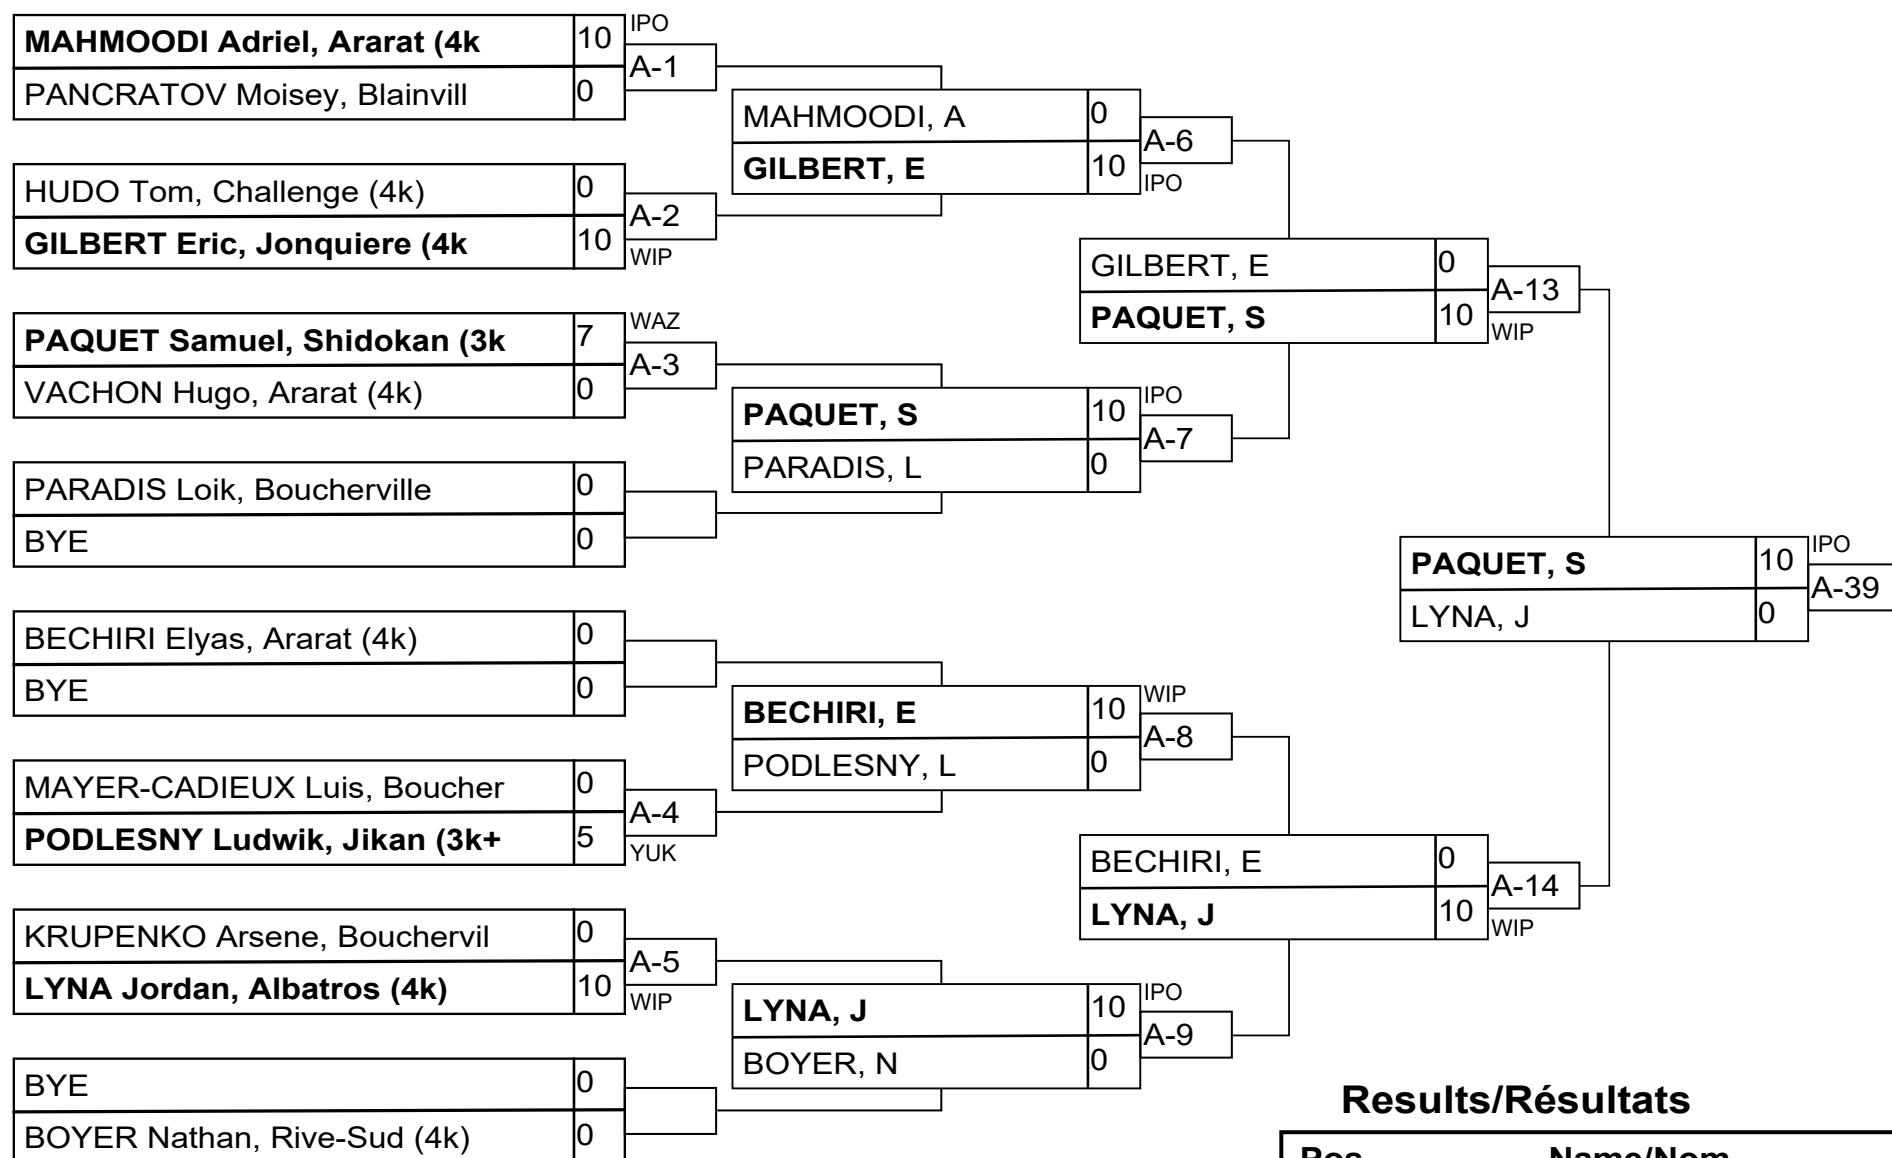 MAHMOODI Adriel, Ararat (4k 10 IPO
A-1
PANCRATOV Moisey, Blainvill 0
HUDO Tom, Challenge (4k) 0
A-2
GILBERT Eric, Jonquiere (4k 10 WIP
PAQUET Samuel, Shidokan (3k 7 WAZ
A-3
VACHON Hugo, Ararat (4k) 0
PARADIS Loik, Boucherville 0
BYE 0
BECHIRI Elyas, Ararat (4k) 0
BYE 0
MAYER-CADIEUX Luis, Boucher 0
A-4
PODLESNY Ludwik, Jikan (3k+ 5 YUK
KRUPENKO Arsene, Bouchervil 0
A-5
LYNA Jordan, Albatros (4k) 10 WIP
BYE 0
BOYER Nathan, Rive-Sud (4k) 0
MAHMOODI, A 0
A-6
GILBERT, E 10 IPO
PAQUET, S 10 IPO
A-7
PARADIS, L 0
BECHIRI, E 10 WIP
A-8
PODLESNY, L 0
LYNA, J 10 IPO
A-9
BOYER, N 0
GILBERT, E 0
A-13
PAQUET, S 10 WIP
BECHIRI, E 0
A-14
LYNA, J 10 WIP
PAQUET, S 10 IPO
A-39
LYNA, J 0
Results/Résultats
Pos Name/Nom